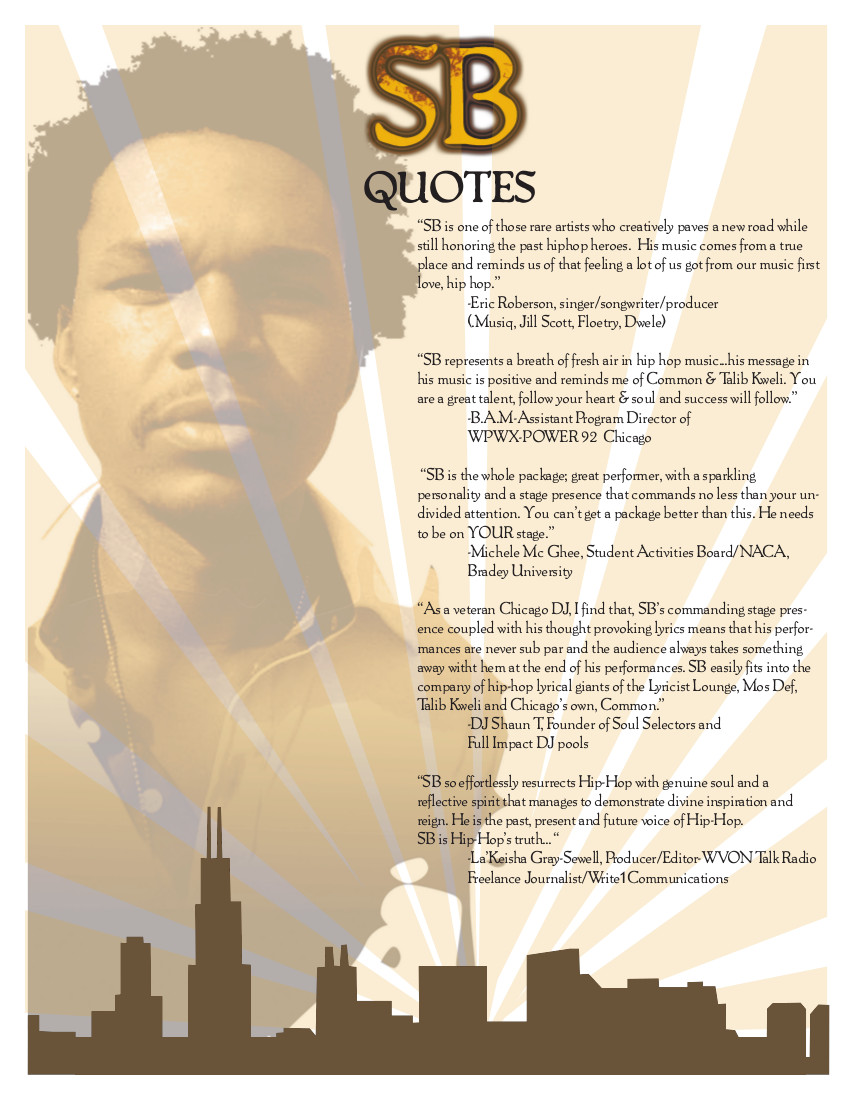 SB
QUOTES
“SB is one of those rare artists who creatively paves a new road while
still honoring the past hiphop heroes.  His music comes from a true
place and reminds us of that feeling a lot of us got from our music first
love, hip hop.”
-Eric Roberson, singer/songwriter/producer
(.Musiq, Jill Scott, Floetry, Dwele)
“SB represents a breath of fresh air in hip hop music...his message in
his music is positive and reminds me of Common & Talib Kweli. You
are a great talent, follow your heart & soul and success will follow.”
-B.A.M-Assistant Program Director of
WPWX-POWER 92  Chicago
“SB is the whole package; great performer, with a sparkling
personality and a stage presence that commands no less than your un-
divided attention. You can’t get a package better than this. He needs
to be on YOUR stage.”
-Michele Mc Ghee, Student Activities Board/NACA,
Bradey University
“As a veteran Chicago DJ, I find that, SB’s commanding stage pres-
ence coupled with his thought provoking lyrics means that his perfor-
mances are never sub par and the audience always takes something
away witht hem at the end of his performances. SB easily fits into the
company of hip-hop lyrical giants of the Lyricist Lounge, Mos Def,
Talib Kweli and Chicago’s own, Common.”
-DJ Shaun T, Founder of Soul Selectors and
Full Impact DJ pools
“SB so effortlessly resurrects Hip-Hop with genuine soul and a
reflective spirit that manages to demonstrate divine inspiration and
reign. He is the past, present and future voice of Hip-Hop.
SB is Hip-Hop’s truth... “
-La’Keisha Gray-Sewell, Producer/Editor-WVON Talk Radio
Freelance Journalist/Write1Communications